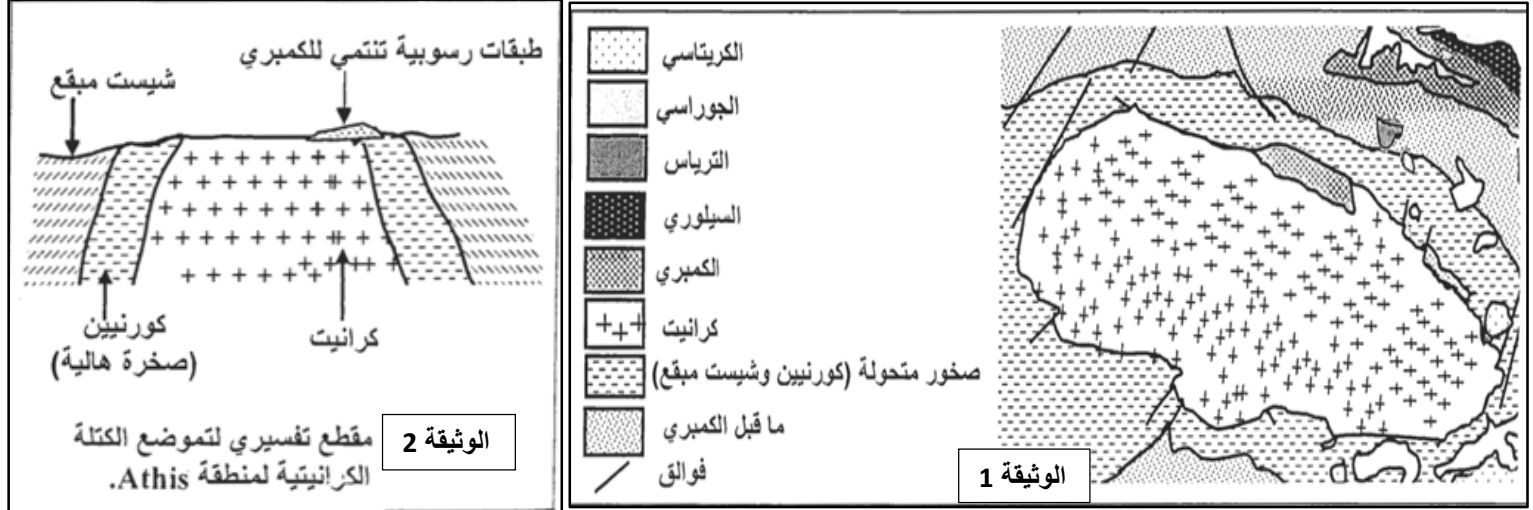 الكريتاسي
الجوراسي
الترياس
السيلوري
الكمبري
كرانيت
صخور متحولة (كورنيين وشيست مبقع)
ما قبل الكمبري
فوالق
الوثيقة 1
طبقات رسوبية تنتمي للكمبري
شيست مبقع
كورنيين
(صخرة هالية)
كرانيت
مقطع تفسيري لتموضع الكتلة
الكرانيتية لمنطقة Athis.
الوثيقة 2